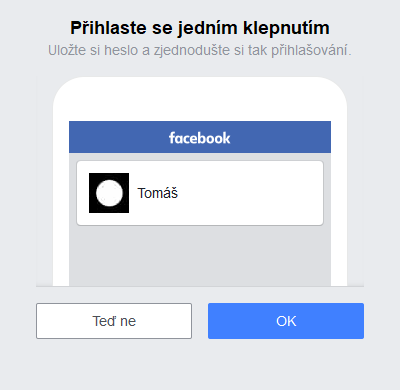 Přihlaste se jedním klepnutím
Uložte si heslo a zjednodušte si tak přihlašování.
facebook
Tomáš
Teď ne
OK